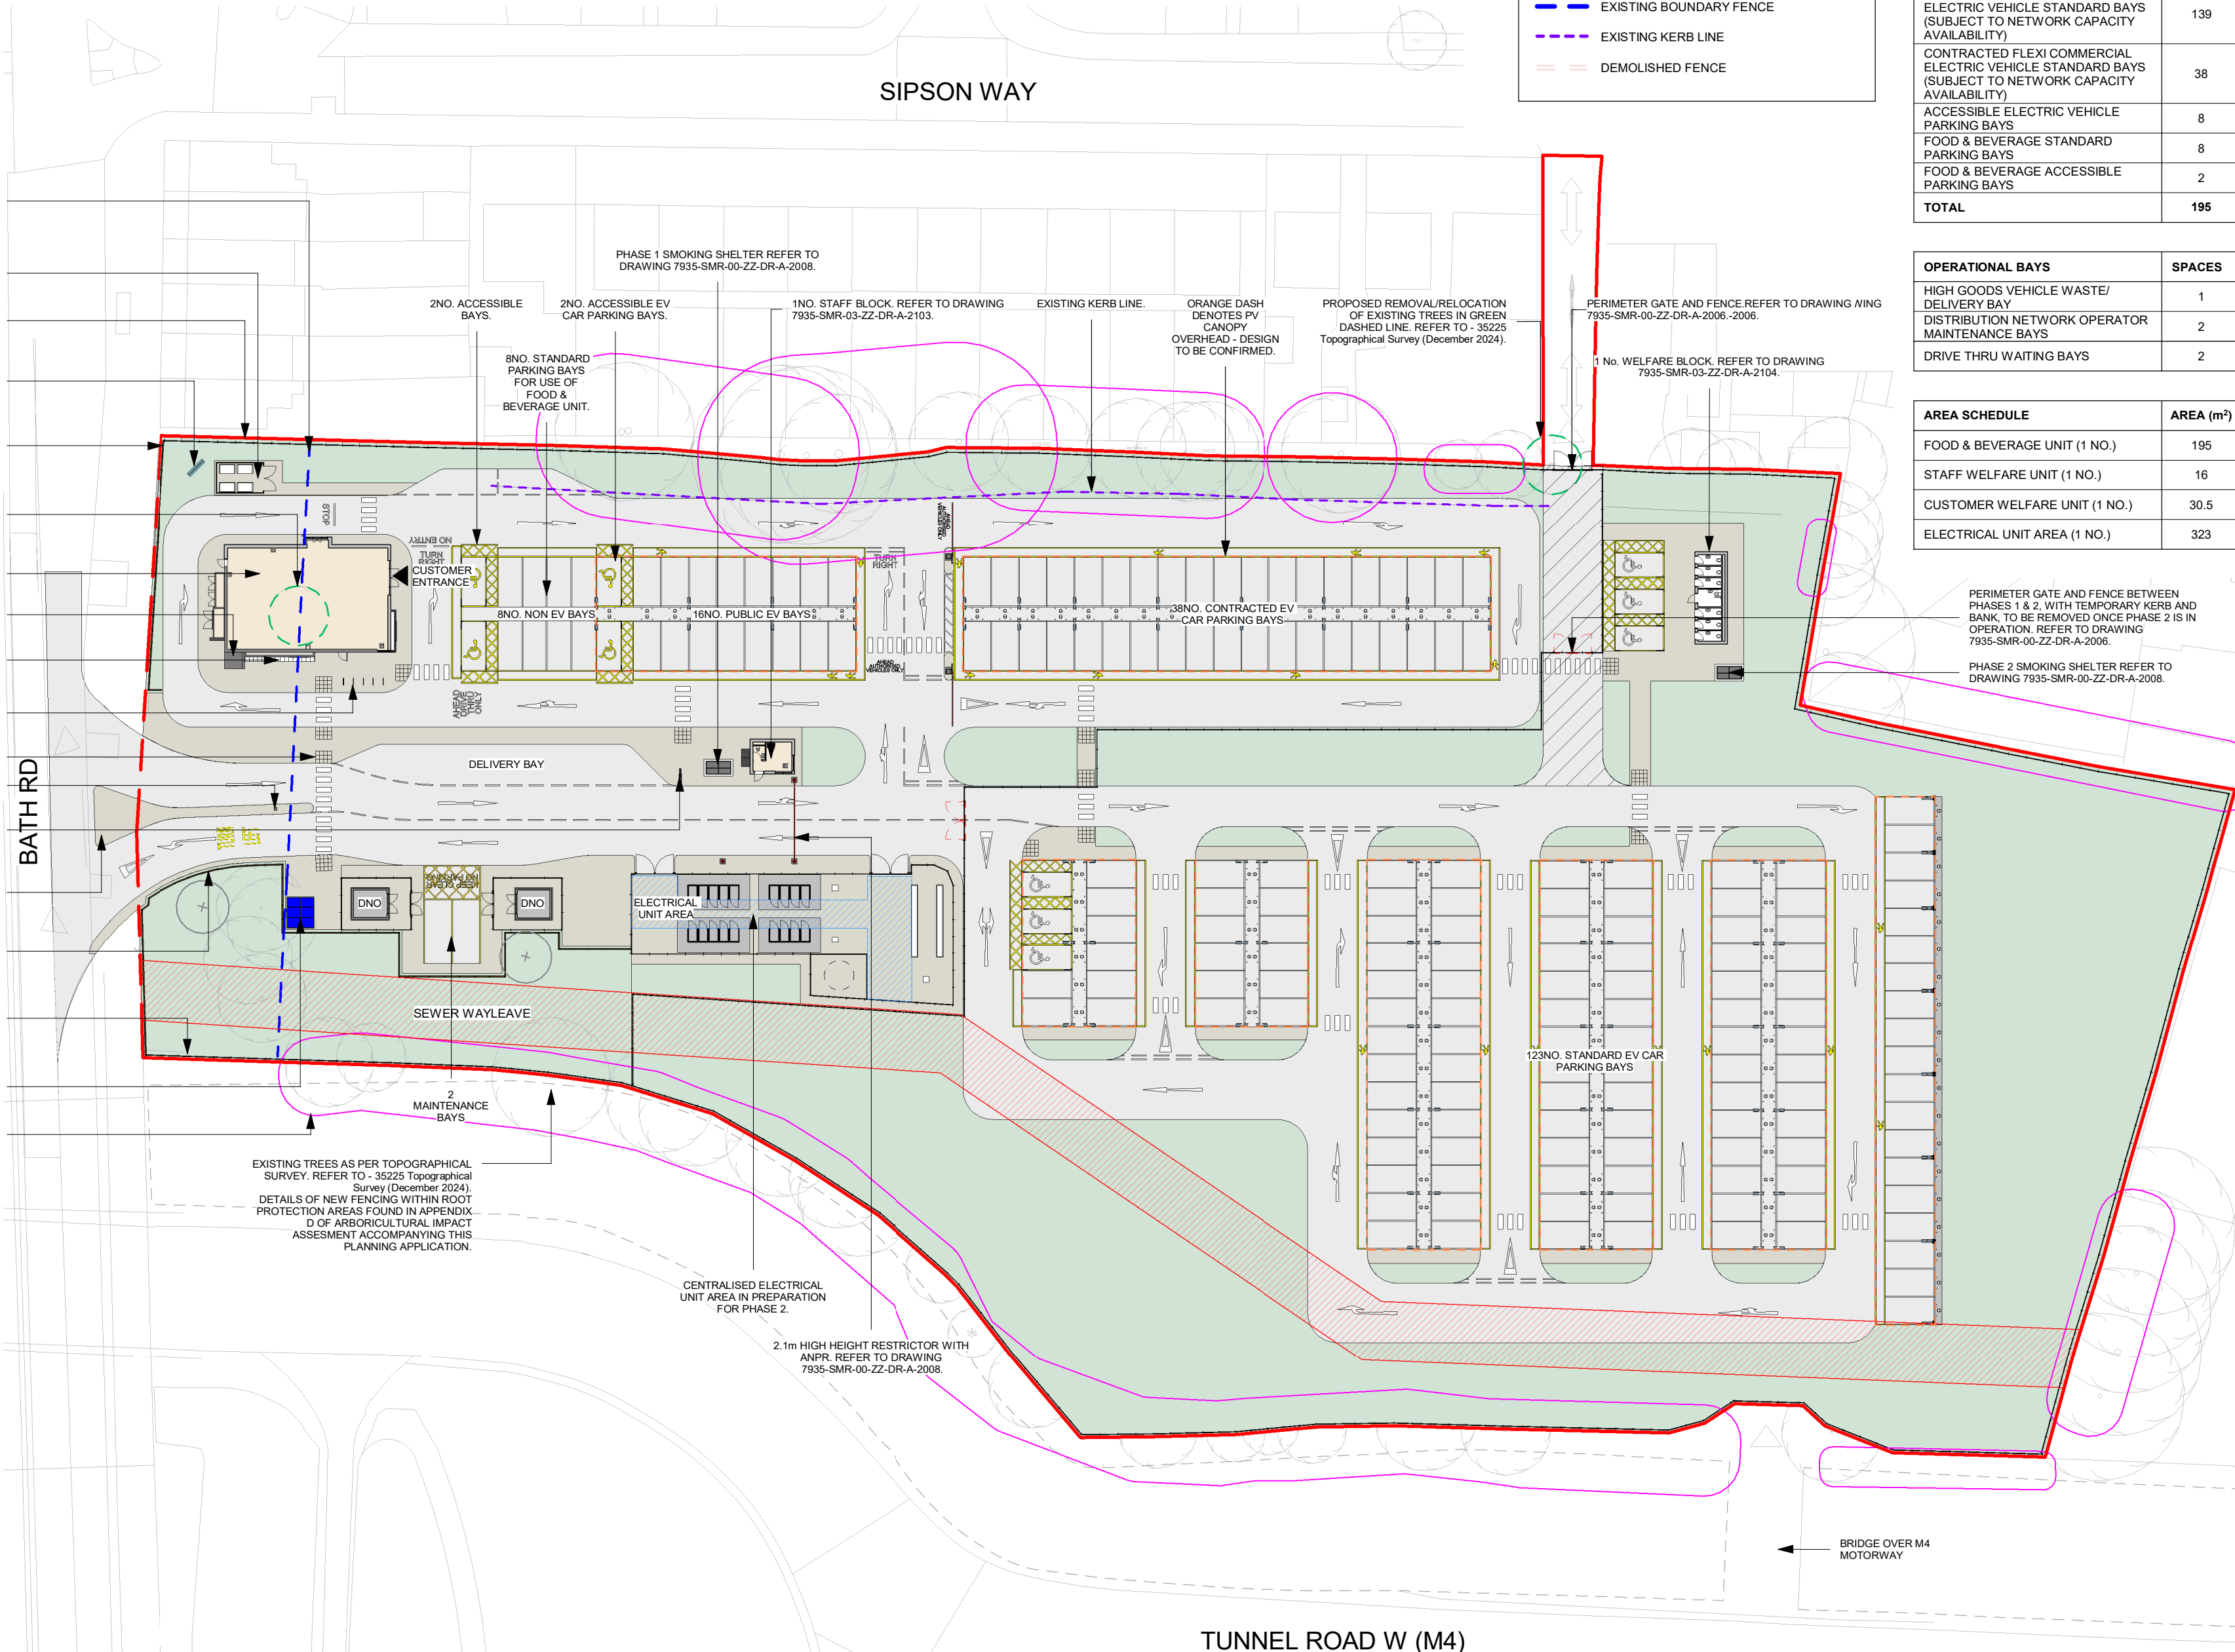 EXISTING BOUNDARY FENCE
EXISTING KERB LINE
DEMOLISHED FENCE
ELECTRIC VEHICLE STANDARD BAYS
(SUBJECT TO NETWORK CAPACITY
AVAILABILITY)
139
CONTRACTED FLEXI COMMERCIAL
ELECTRIC VEHICLE STANDARD BAYS
(SUBJECT TO NETWORK CAPACITY
AVAILABILITY)
38
ACCESSIBLE ELECTRIC VEHICLE
PARKING BAYS
8
FOOD & BEVERAGE STANDARD
PARKING BAYS
8
FOOD & BEVERAGE ACCESSIBLE
PARKING BAYS
2
TOTAL
195
OPERATIONAL BAYS
SPACES
HIGH GOODS VEHICLE WASTE/
DELIVERY BAY
1
DISTRIBUTION NETWORK OPERATOR
MAINTENANCE BAYS
2
DRIVE THRU WAITING BAYS
2
AREA SCHEDULE
AREA (m²)
FOOD & BEVERAGE UNIT (1 NO.)
195
STAFF WELFARE UNIT (1 NO.)
16
CUSTOMER WELFARE UNIT (1 NO.)
30.5
ELECTRICAL UNIT AREA (1 NO.)
323
SIPSON WAY
PHASE 1 SMOKING SHELTER REFER TO
DRAWING 7935-SMR-00-ZZ-DR-A-2008.
2NO. ACCESSIBLE
BAYS.
2NO. ACCESSIBLE EV
CAR PARKING BAYS.
1NO. STAFF BLOCK. REFER TO DRAWING
7935-SMR-03-ZZ-DR-A-2103.
EXISTING KERB LINE.
ORANGE DASH
DENOTES PV
CANOPY
OVERHEAD - DESIGN
TO BE CONFIRMED.
PROPOSED REMOVAL/RELOCATION
OF EXISTING TREES IN GREEN
DASHED LINE. REFER TO - 35225
Topographical Survey (December 2024).
PERIMETER GATE AND FENCE.REFER TO DRAWING
7935-SMR-00-ZZ-DR-A-2006.-2006.
1 No. WELFARE BLOCK. REFER TO DRAWING
7935-SMR-03-ZZ-DR-A-2104.
8NO. STANDARD
PARKING BAYS
FOR USE OF
FOOD &
BEVERAGE UNIT.
STOP
NO ENTRY
TURN
RIGHT
CUSTOMER
ENTRANCE
8NO. NON EV BAYS
16NO. PUBLIC EV BAYS
TURN
RIGHT
AHEAD
AUTHORISED
VEHICLES ONLY
AHEAD
AUTHORISED
VEHICLES ONLY
38NO. CONTRACTED EV
CAR PARKING BAYS
AHEAD
DRIVE
THRU
ONLY
PERIMETER GATE AND FENCE BETWEEN
PHASES 1 & 2, WITH TEMPORARY KERB AND
BANK, TO BE REMOVED ONCE PHASE 2 IS IN
OPERATION. REFER TO DRAWING
7935-SMR-00-ZZ-DR-A-2006.
PHASE 2 SMOKING SHELTER REFER TO
DRAWING 7935-SMR-00-ZZ-DR-A-2008.
BATH RD
DELIVERY BAY
KEEP CLEAR
NO PARKING
DNO
DNO
ELECTRICAL
UNIT AREA
SEWER WAYLEAVE
123NO. STANDARD EV CAR
PARKING BAYS
2
MAINTENANCE
BAYS
EXISTING TREES AS PER TOPOGRAPHICAL
SURVEY. REFER TO - 35225 Topographical
Survey (December 2024).
DETAILS OF NEW FENCING WITHIN ROOT
PROTECTION AREAS FOUND IN APPENDIX
D OF ARBORICULTURAL IMPACT
ASSESMENT ACCOMPANYING THIS
PLANNING APPLICATION.
CENTRALISED ELECTRICAL
UNIT AREA IN PREPARATION
FOR PHASE 2.
2.1m HIGH HEIGHT RESTRICTOR WITH
ANPR. REFER TO DRAWING
7935-SMR-00-ZZ-DR-A-2008.
BRIDGE OVER M4
MOTORWAY
TUNNEL ROAD W (M4)